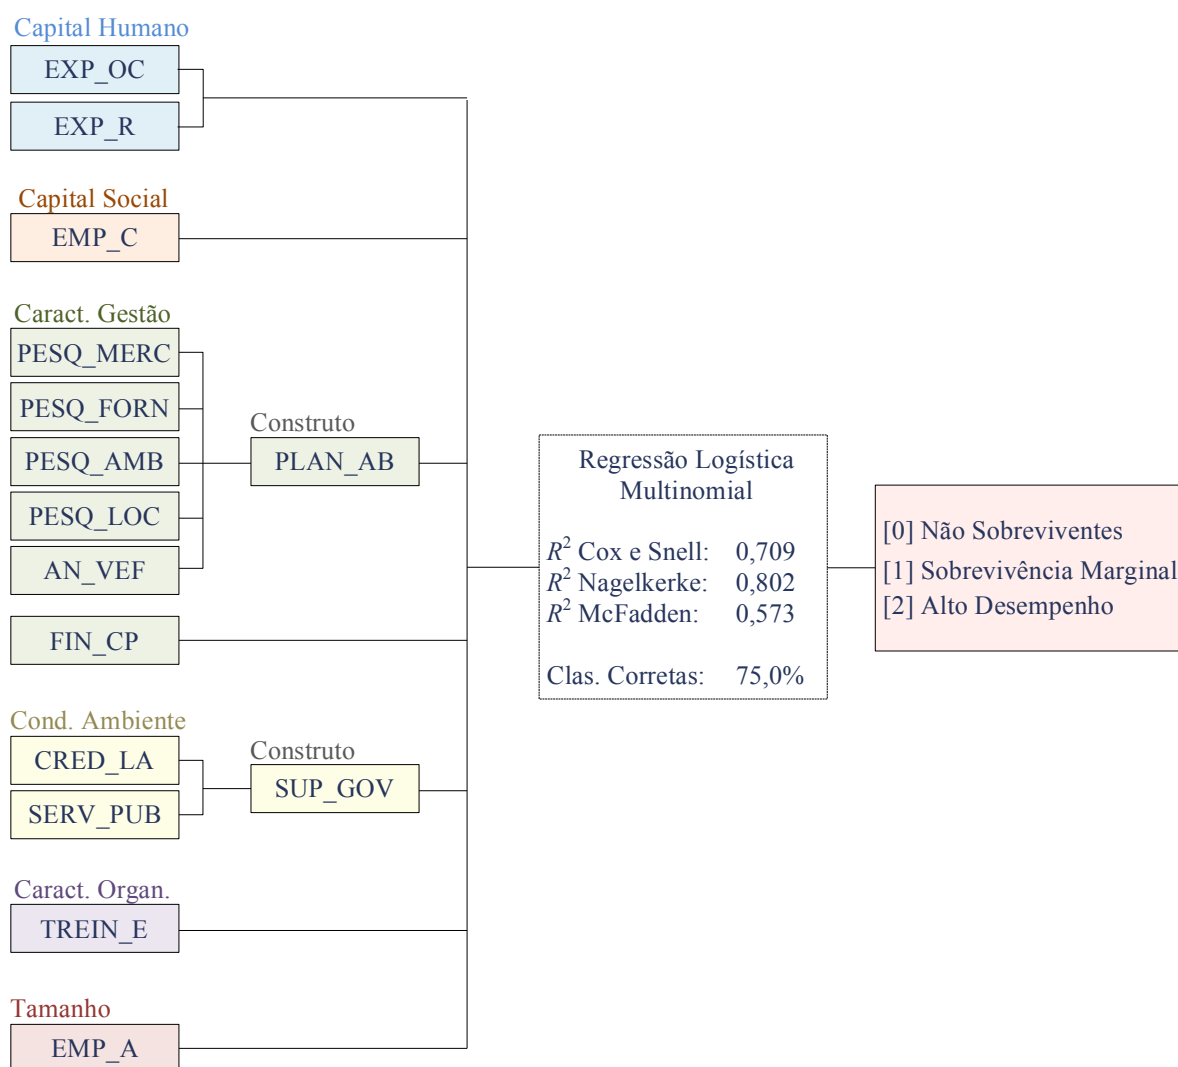 Capital Humano
EXP_OC
EXP_R
Capital Social
EMP_C
Caract. Gestão
PESQ_MERC
PESQ_FORN
PESQ_AMB
PESQ_LOC
AN_VEF
Construto
PLAN_AB
FIN_CP
Cond. Ambiente
CRED_LA
SERV_PUB
Construto
SUP_GOV
Caract. Organ.
TREIN_E
Tamanho
EMP_A
Regressão Logística
Multinomial
R² Cox e Snell: 0,709
R² Nagelkerke: 0,802
R² McFadden: 0,573
Clas. Corretas: 75,0%
[0] Não Sobreviventes
[1] Sobrevivência Marginal
[2] Alto Desempenho